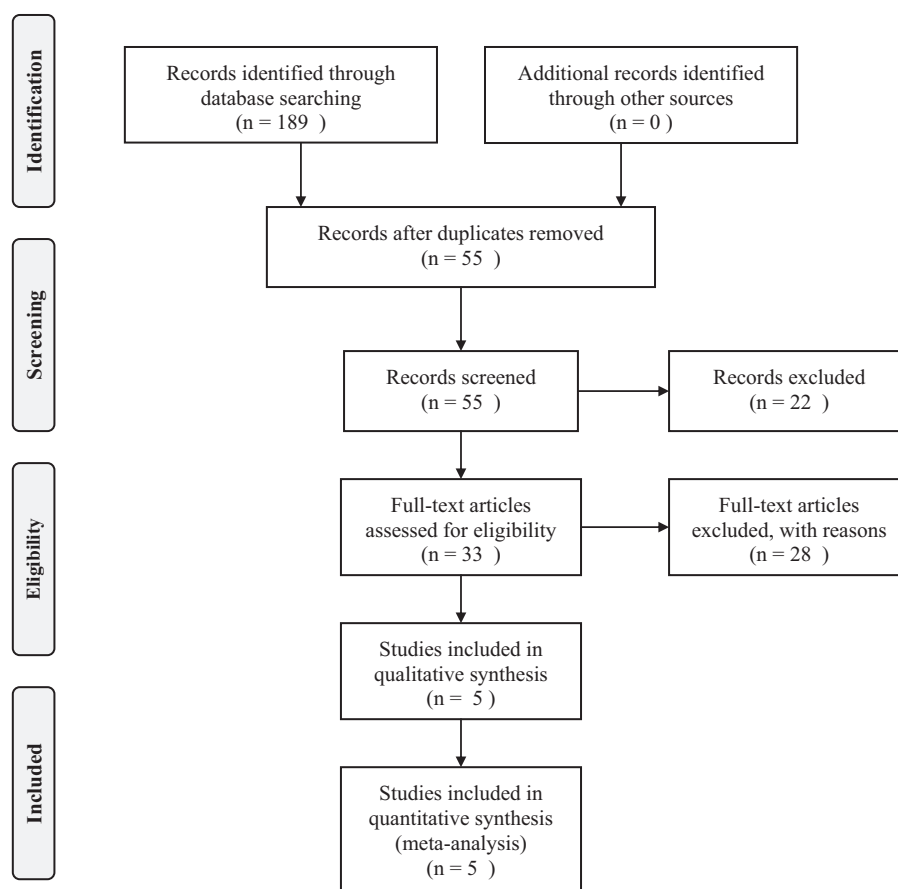 Identification
Records identified through
database searching
(n = 189 )
Additional records identified
through other sources
(n = 0 )
Records after duplicates removed
(n = 55 )
Screening
Records screened
(n = 55 )
Records excluded
(n = 22 )
Eligibility
Full-text articles
assessed for eligibility
(n = 33 )
Full-text articles
excluded, with reasons
(n = 28 )
Studies included in
qualitative synthesis
(n = 5 )
Included
Studies included in
quantitative synthesis
(meta-analysis)
(n = 5 )